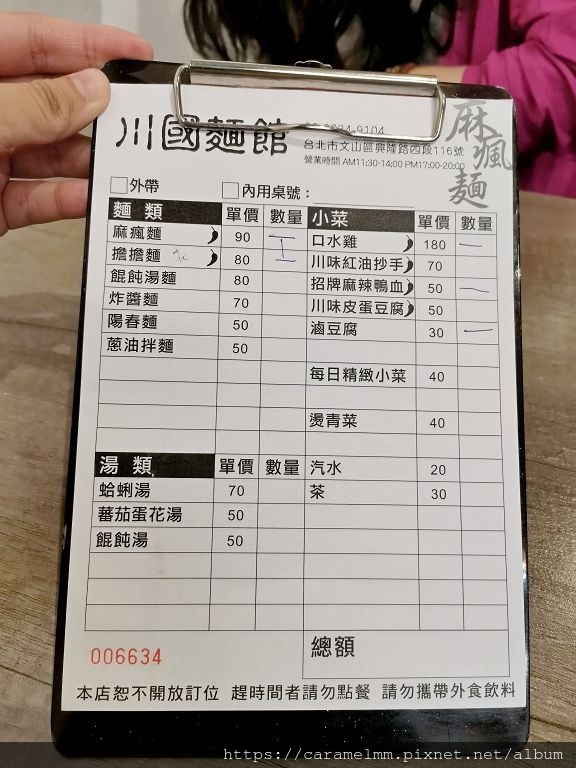 川國麵館
34-9104
台北市文山區興隆路四段116號
營業時間 AM11:30-14:00 PM17:00-20:00
麻瘋麵
外帶 內用桌號：
麵類 單價 數量 小菜 單價 數量
麻瘋麵 90 一 口水雞 180 一
擔擔麵 80 川味紅油抄手 70
餛飩湯麵 80 招牌麻辣鴨血 50 一
炸醬麵 70 川味皮蛋豆腐 50
陽春麵 50 滷豆腐 30 一
蔥油拌麵 50
每日精緻小菜 40
燙青菜 40
湯類 單價 數量 汽水 20
蛤蜊湯 70 茶 30
蕃茄蛋花湯 50
餛飩湯 50
006634 總額
本店恕不開放訂位 趕時間者請勿點餐 請勿攜帶外食飲料
https://caramelmm.pixnet.net/album